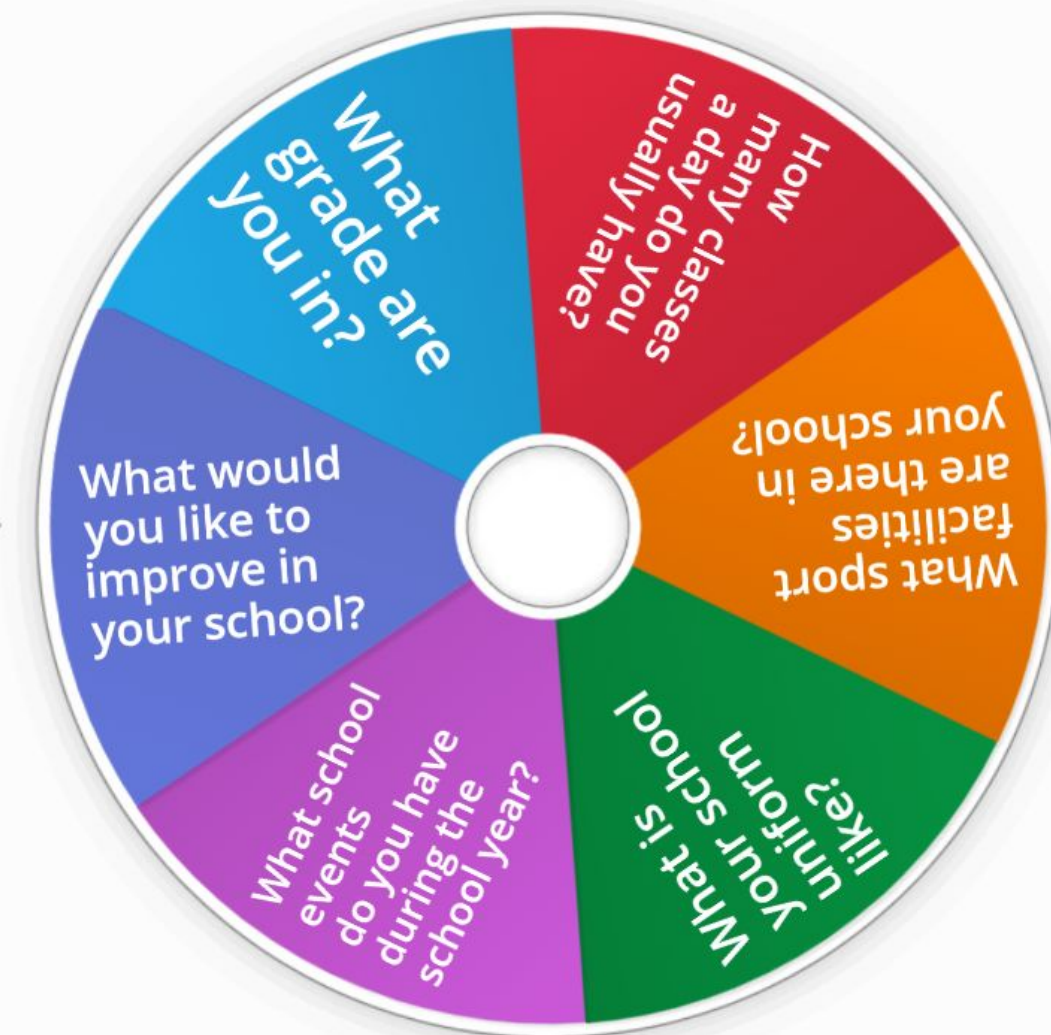 What
grade are
you in?
How
many classes
a day do you
usually have?
What sport
facilities
are there in
your school?
What is
your school
uniform
like?
What school
events
do you have
during the
school year?
What would
you like to
improve in
your school?